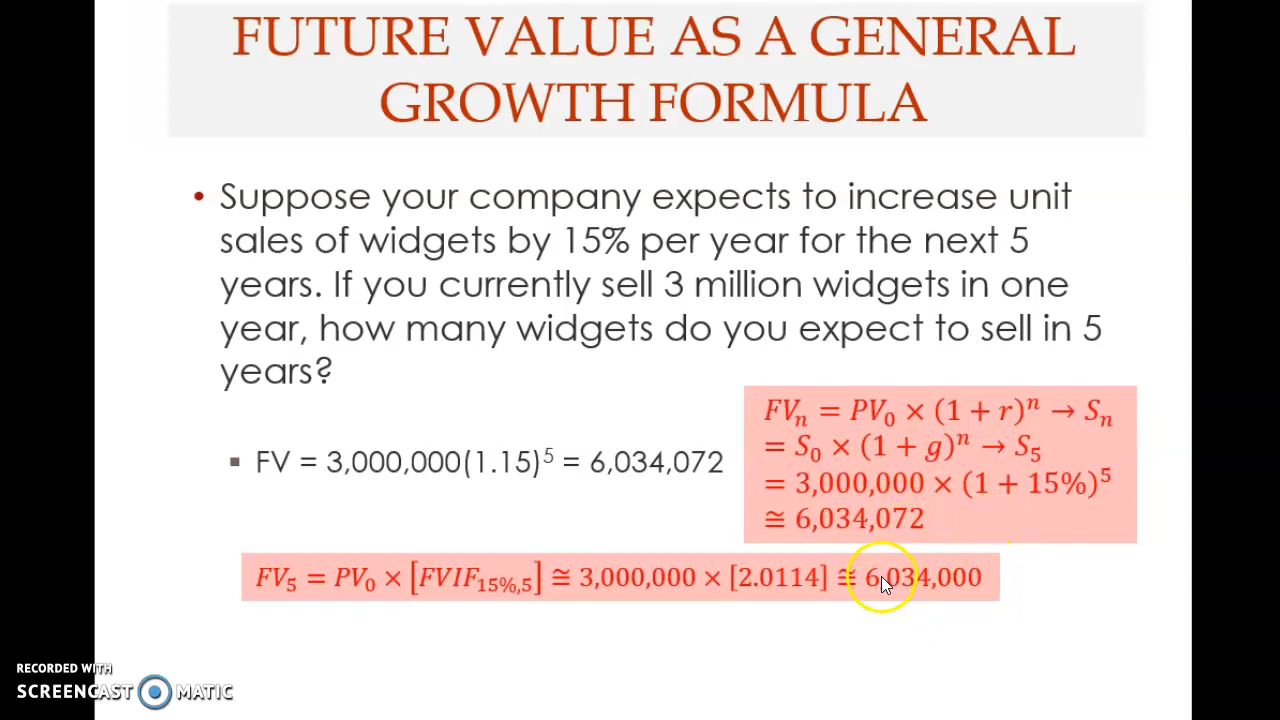 FUTURE VALUE AS A GENERAL
GROWTH FORMULA
• Suppose your company expects to increase unit
sales of widgets by 15% per year for the next 5
years. If you currently sell 3 million widgets in one
year, how many widgets do you expect to sell in 5
years?
▪ FV = 3,000,000(1.15)⁵ = 6,034,072
FVₙ = PV₀ × (1 + r)ⁿ → Sₙ
= S₀ × (1 + g)ⁿ → S₅
= 3,000,000 × (1 + 15%)⁵
≅ 6,034,072
FV₅ = PV₀ × [FVIF₁₅%,₅] ≅ 3,000,000 × [2.0114] ≅ 6,034,000
RECORDED WITH
SCREENCAST MATIC